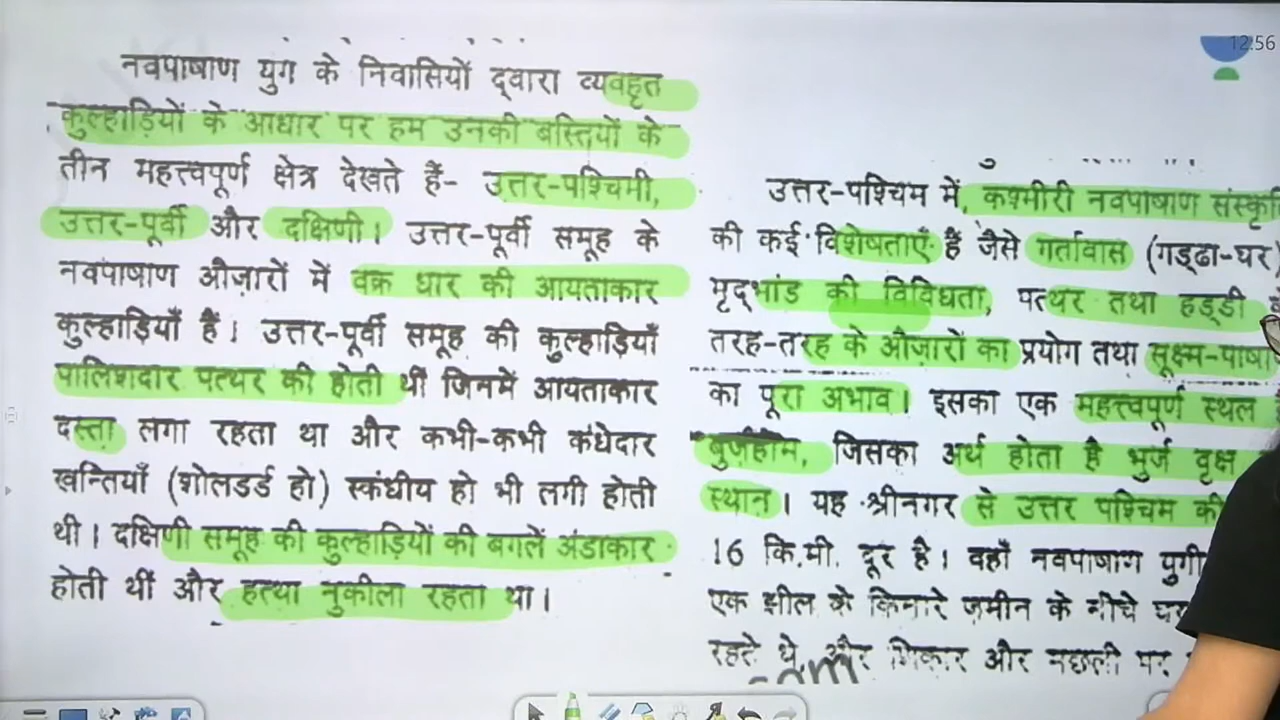 नवपाषाण युग के निवासियों द्वारा व्यवहृत
कुल्हाड़ियों के आधार पर हम उनकी बस्तियों के
तीन महत्त्वपूर्ण क्षेत्र देखते हैं- उत्तर-पश्चिमी,
उत्तर-पूर्वी और दक्षिणी। उत्तर-पूर्वी समूह के
नवपाषाण औज़ारों में वक्र धार की आयताकार
कुल्हाड़ियाँ हैं। उत्तर-पूर्वी समूह की कुल्हाड़ियाँ
पालिशदार पत्थर की होती थीं जिनमें आयताकार
दस्ता लगा रहता था और कभी-कभी कंधेदार
खन्तियाँ (शोलडर्ड हो) स्कंधीय हो भी लगी होती
थी। दक्षिणी समूह की कुल्हाड़ियों की बगलें अंडाकार
होती थीं और हत्था नुकीला रहता था।
उत्तर-पश्चिम में, कश्मीरी नवपाषाण
की कई विशेषताएँ हैं जैसे गर्तावास (गड्ढा-घर)
मृद्भांड की विविधता, पत्थर तथा हड्डी
तरह-तरह के औज़ारों का प्रयोग तथा
का पूरा अभाव। इसका एक महत्त्वपूर्ण स्थल
बुर्ज़होम, जिसका अर्थ होता है भुर्ज वृक्ष
स्थान। यह श्रीनगर से उत्तर पश्चिम की
16 कि.मी. दूर है। वहाँ नवपाषाण
एक झील के किनारे ज़मीन के नीचे
रहते थे, और शिकार और मछली पर
12:56